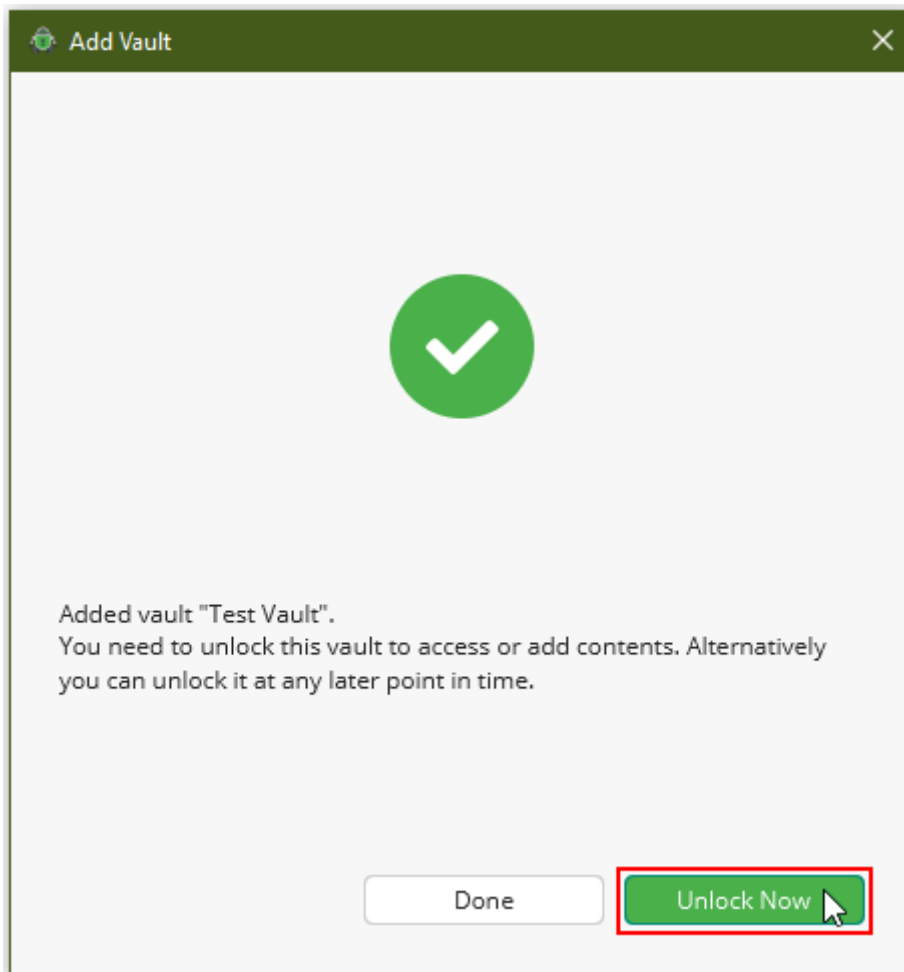 Add Vault
Added vault "Test Vault".
You need to unlock this vault to access or add contents. Alternatively
you can unlock it at any later point in time.
Done
Unlock Now